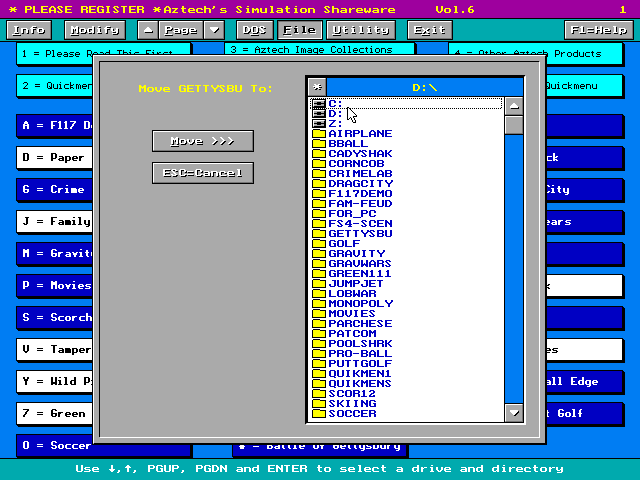 * PLEASE REGISTER *Aztech's Simulation Shareware Vol.6 1
Info Modify Page DOS File Utility Exit F1=Help
1 = Please Read This First 3 = Aztech Image Collections 4 = Other Aztech Products
2 = Quickmenu Quickmenu
Move GETTYSBU To:
* D:\
Move >>>
ESC=Cancel
C:
D:
Z:
AIRPLANE
BBALL
CADYSHAK
CORNCOB
CRIMELAB
DRAGCITY
F117DEMO
FAM-FEUD
FOR_PC
FS4-SCEN
GETTYSBU
GOLF
GRAVITY
GRAVWARS
GREEN111
JUMPJET
LOBWAR
MONOPOLY
MOVIES
PARCHESE
PATCOM
POOLSHRK
PRO-BALL
PUTTGOLF
QUIKMEN1
QUIKMENS
SCOR12
SKIING
SOCCER
A = F117 D
D = Paper
G = Crime
J = Family
M = Gravit
P = Movies
S = Scorch
V = Tamper
Y = Wild P
7 = Green
0 = Soccer
ck
City
ears
k
es
all Edge
t Golf
* = Battle of Gettysburg
Use ↓,↑, PGUP, PGDN and ENTER to select a drive and directory